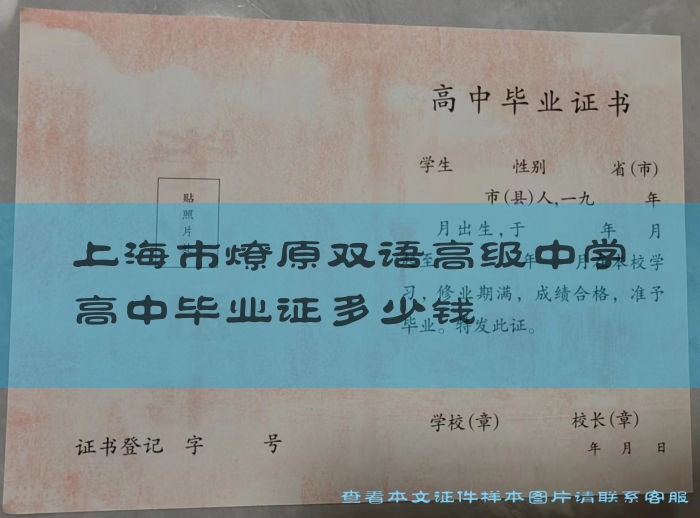 高中毕业证书
学生 性别 省(市)
市(县)人,一九 年
月出生,于 年 月
至 年 月 本校学
习，修业期满，成绩合格，准予
毕业。特发此证。
学校(章) 校长(章)
年 月 日
贴
照
片
证书登记 字 号
上海市燎原双语高级中学
高中毕业证多少钱
查看本文证件样本图片请联系客服